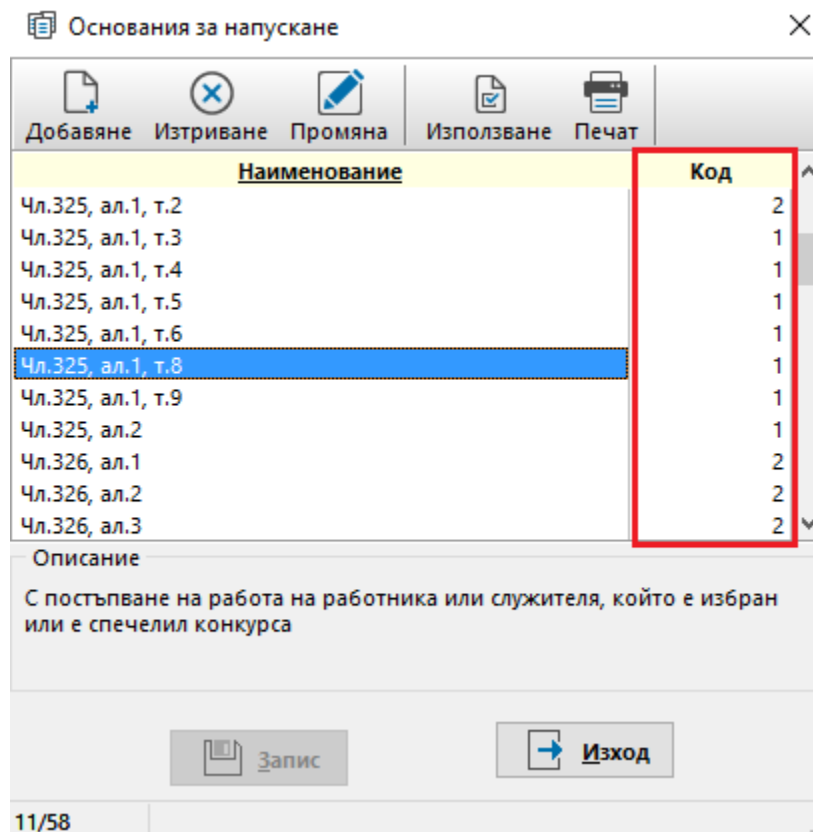 Основания за напускане
Добавяне Изтриване Промяна Използване Печат
Наименование Код
Чл.325, ал.1, т.2 2
Чл.325, ал.1, т.3 1
Чл.325, ал.1, т.4 1
Чл.325, ал.1, т.5 1
Чл.325, ал.1, т.6 1
Чл.325, ал.1, т.8 1
Чл.325, ал.1, т.9 1
Чл.325, ал.2 1
Чл.326, ал.1 2
Чл.326, ал.2 2
Чл.326, ал.3 2
Описание
С постъпване на работа на работника или служителя, който е избран
или е спечелил конкурса
Запис Изход
11/58